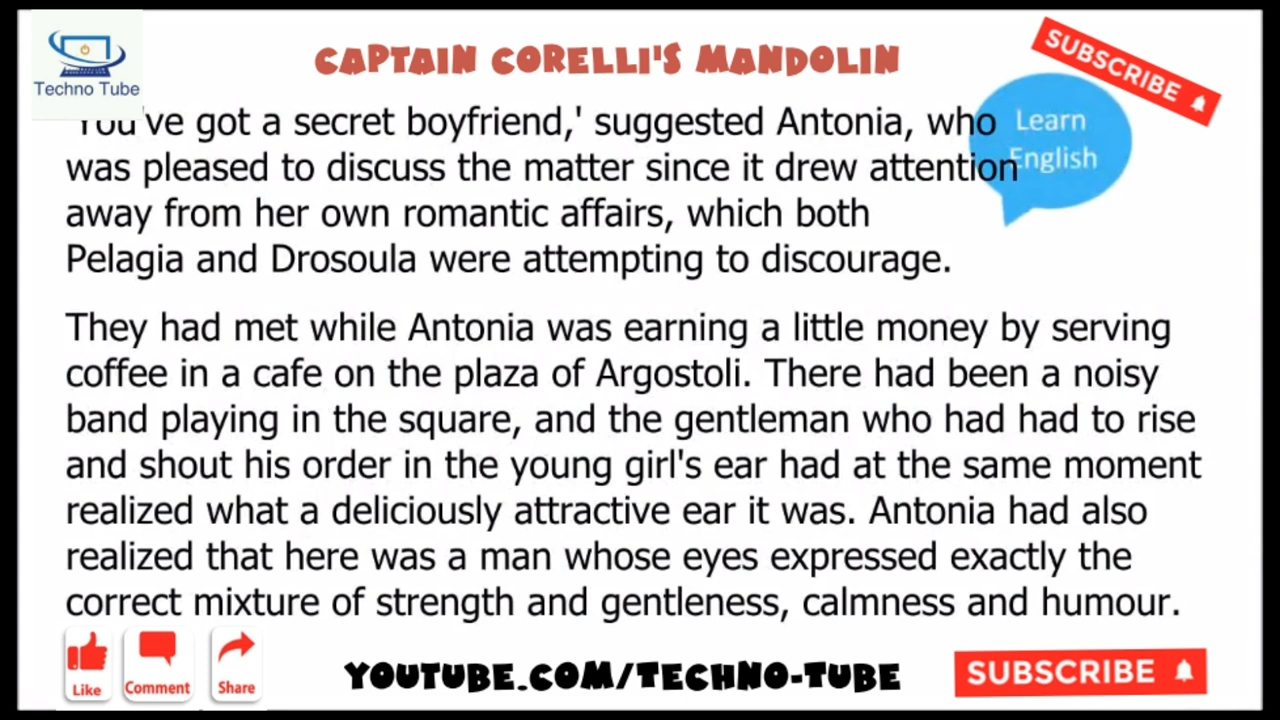 CAPTAIN CORELLI'S MANDOLIN
SUBSCRIBE
Techno Tube
Learn
English
'You've got a secret boyfriend,' suggested Antonia, who
was pleased to discuss the matter since it drew attention
away from her own romantic affairs, which both
Pelagia and Drosoula were attempting to discourage.
They had met while Antonia was earning a little money by serving
coffee in a cafe on the plaza of Argostoli. There had been a noisy
band playing in the square, and the gentleman who had had to rise
and shout his order in the young girl's ear had at the same moment
realized what a deliciously attractive ear it was. Antonia had also
realized that here was a man whose eyes expressed exactly the
correct mixture of strength and gentleness, calmness and humour.
Like
Comment
Share
YOUTUBE.COM/TECHNO-TUBE
SUBSCRIBE